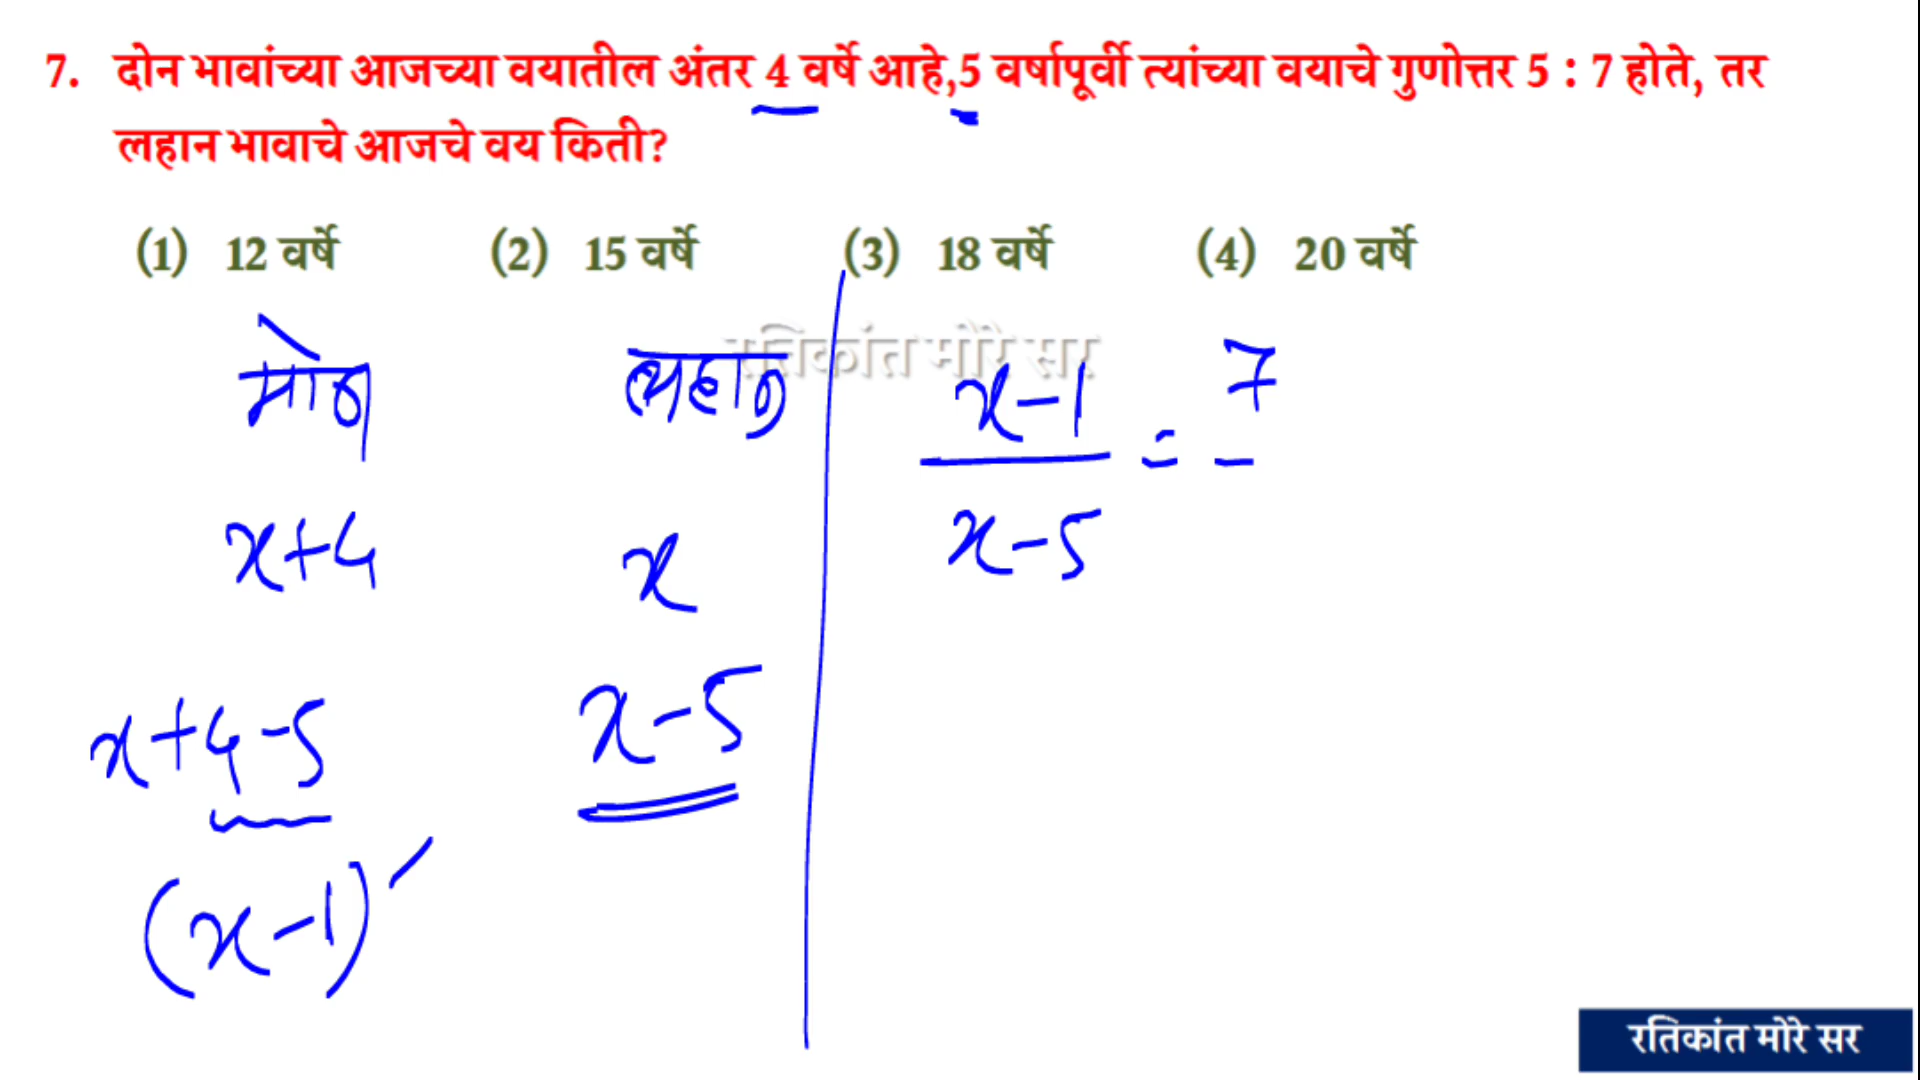 7. दोन भावांच्या आजच्या वयातील अंतर 4 वर्षे आहे,5 वर्षापूर्वी त्यांच्या वयाचे गुणोत्तर 5 : 7 होते, तर
लहान भावाचे आजचे वय किती?
(1) 12 वर्षे (2) 15 वर्षे (3) 18 वर्षे (4) 20 वर्षे
रतिकांत मोरे सर
मोठा लहान
x+4 x
x+4-5 x-5
(x-1)
x-1 = 7
x-5
रतिकांत मोरे सर